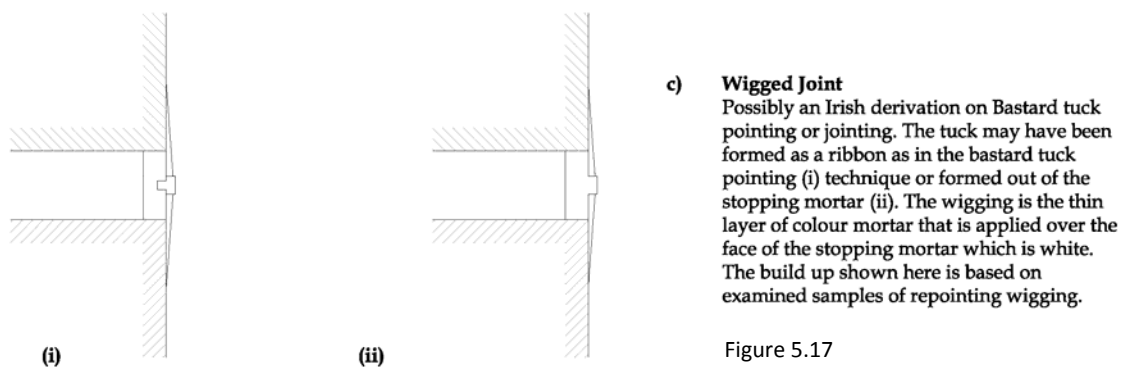 c) Wigged Joint
Possibly an Irish derivation on Bastard tuck
pointing or jointing. The tuck may have been
formed as a ribbon as in the bastard tuck
pointing (i) technique or formed out of the
stopping mortar (ii). The wigging is the thin
layer of colour mortar that is applied over the
face of the stopping mortar which is white.
The build up shown here is based on
examined samples of repointing wigging.
(i)
(ii)
Figure 5.17